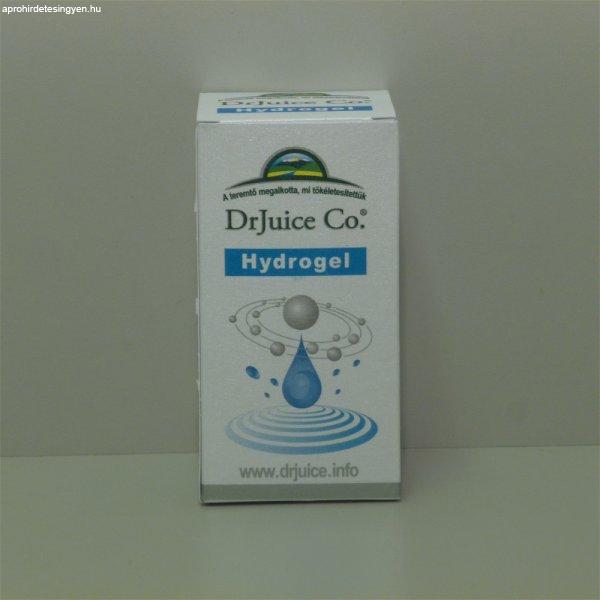 aprohirdetesingyen.hu
DrJuice Co.®
Hydrogel
A teremtő megalkotta, mi tökéletesítettük
DrJuice Co.®
Hydrogel
www.drjuice.info